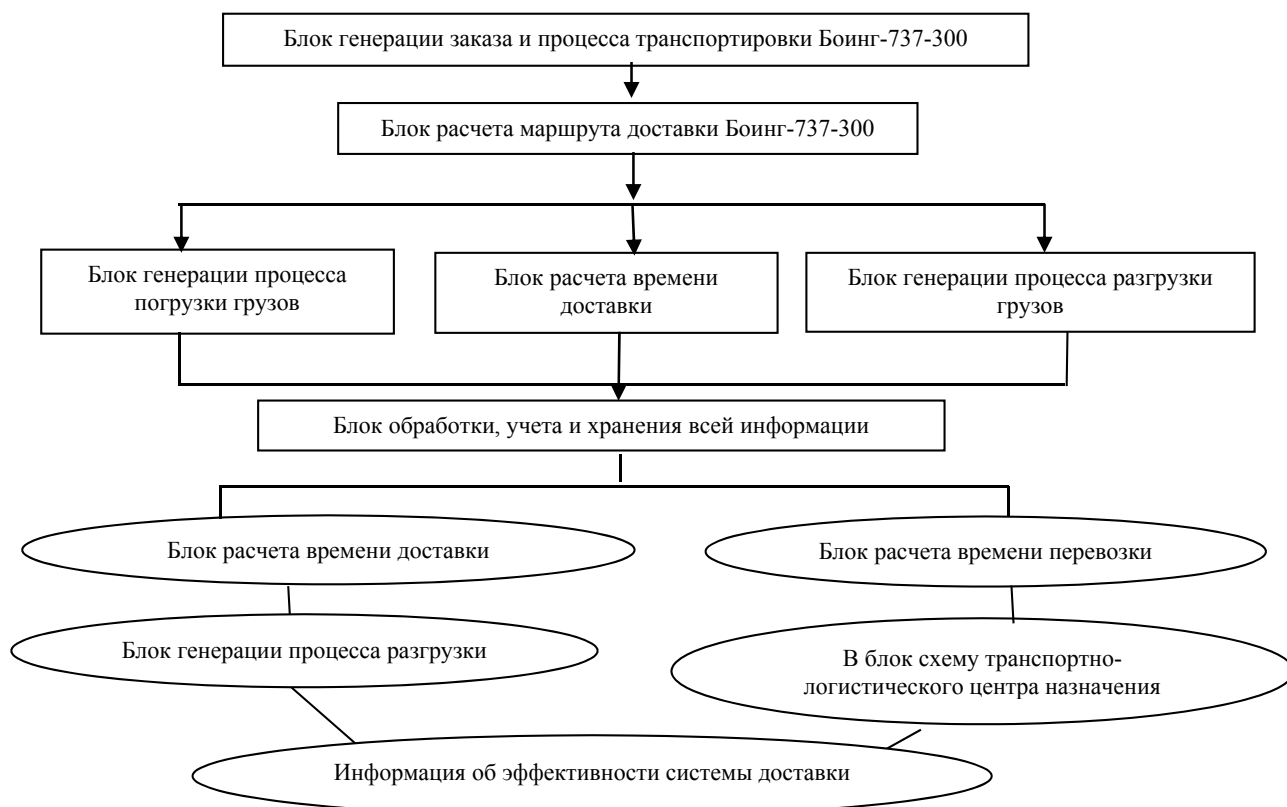 Блок генерации заказа и процесса транспортировки Боинг-737-300
Блок расчета маршрута доставки Боинг-737-300
Блок генерации процесса
погрузки грузов
Блок расчета времени
доставки
Блок генерации процесса разгрузки
грузов
Блок обработки, учета и хранения всей информации
Блок расчета времени доставки
Блок расчета времени перевозки
Блок генерации процесса разгрузки
В блок схему транспортно-
логистического центра назначения
Информация об эффективности системы доставки